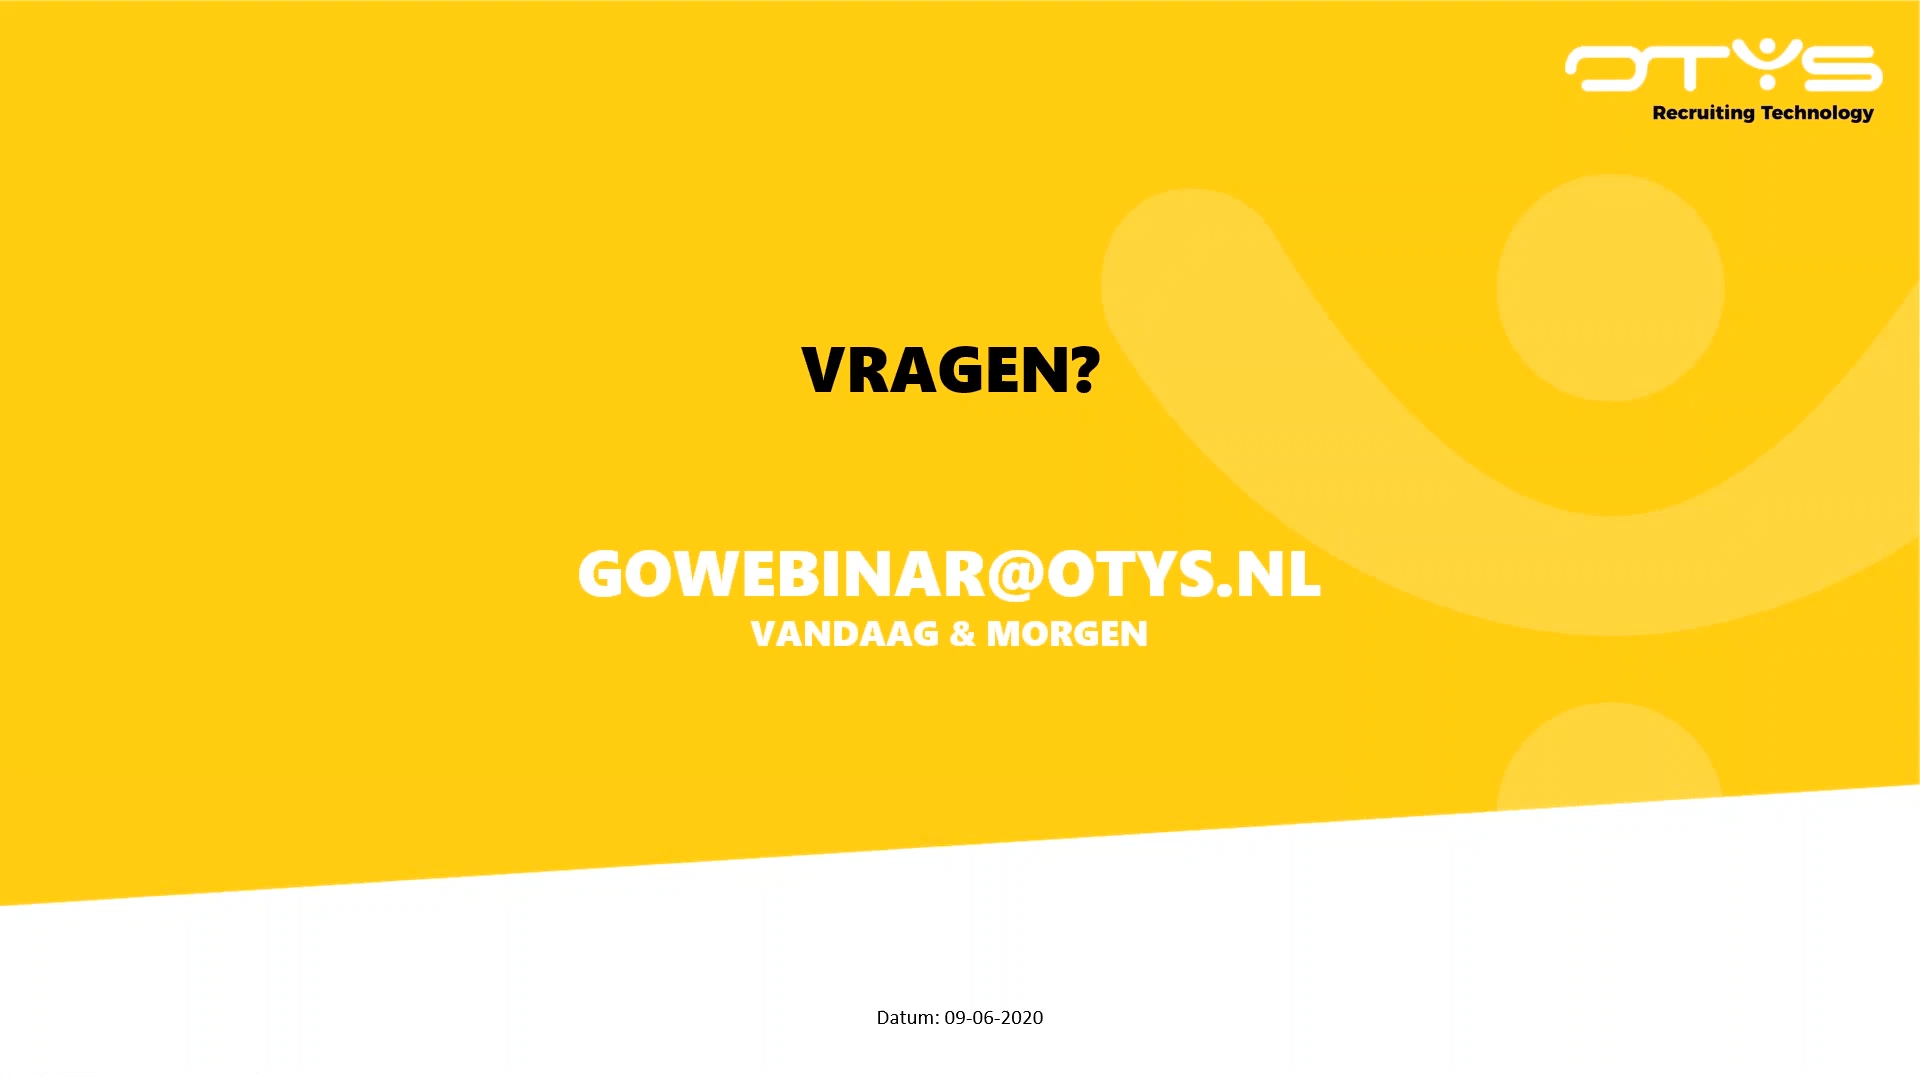 OTYS
Recruiting Technology
VRAGEN?
GOWEBINAR@OTYS.NL
VANDAAG & MORGEN
Datum: 09-06-2020